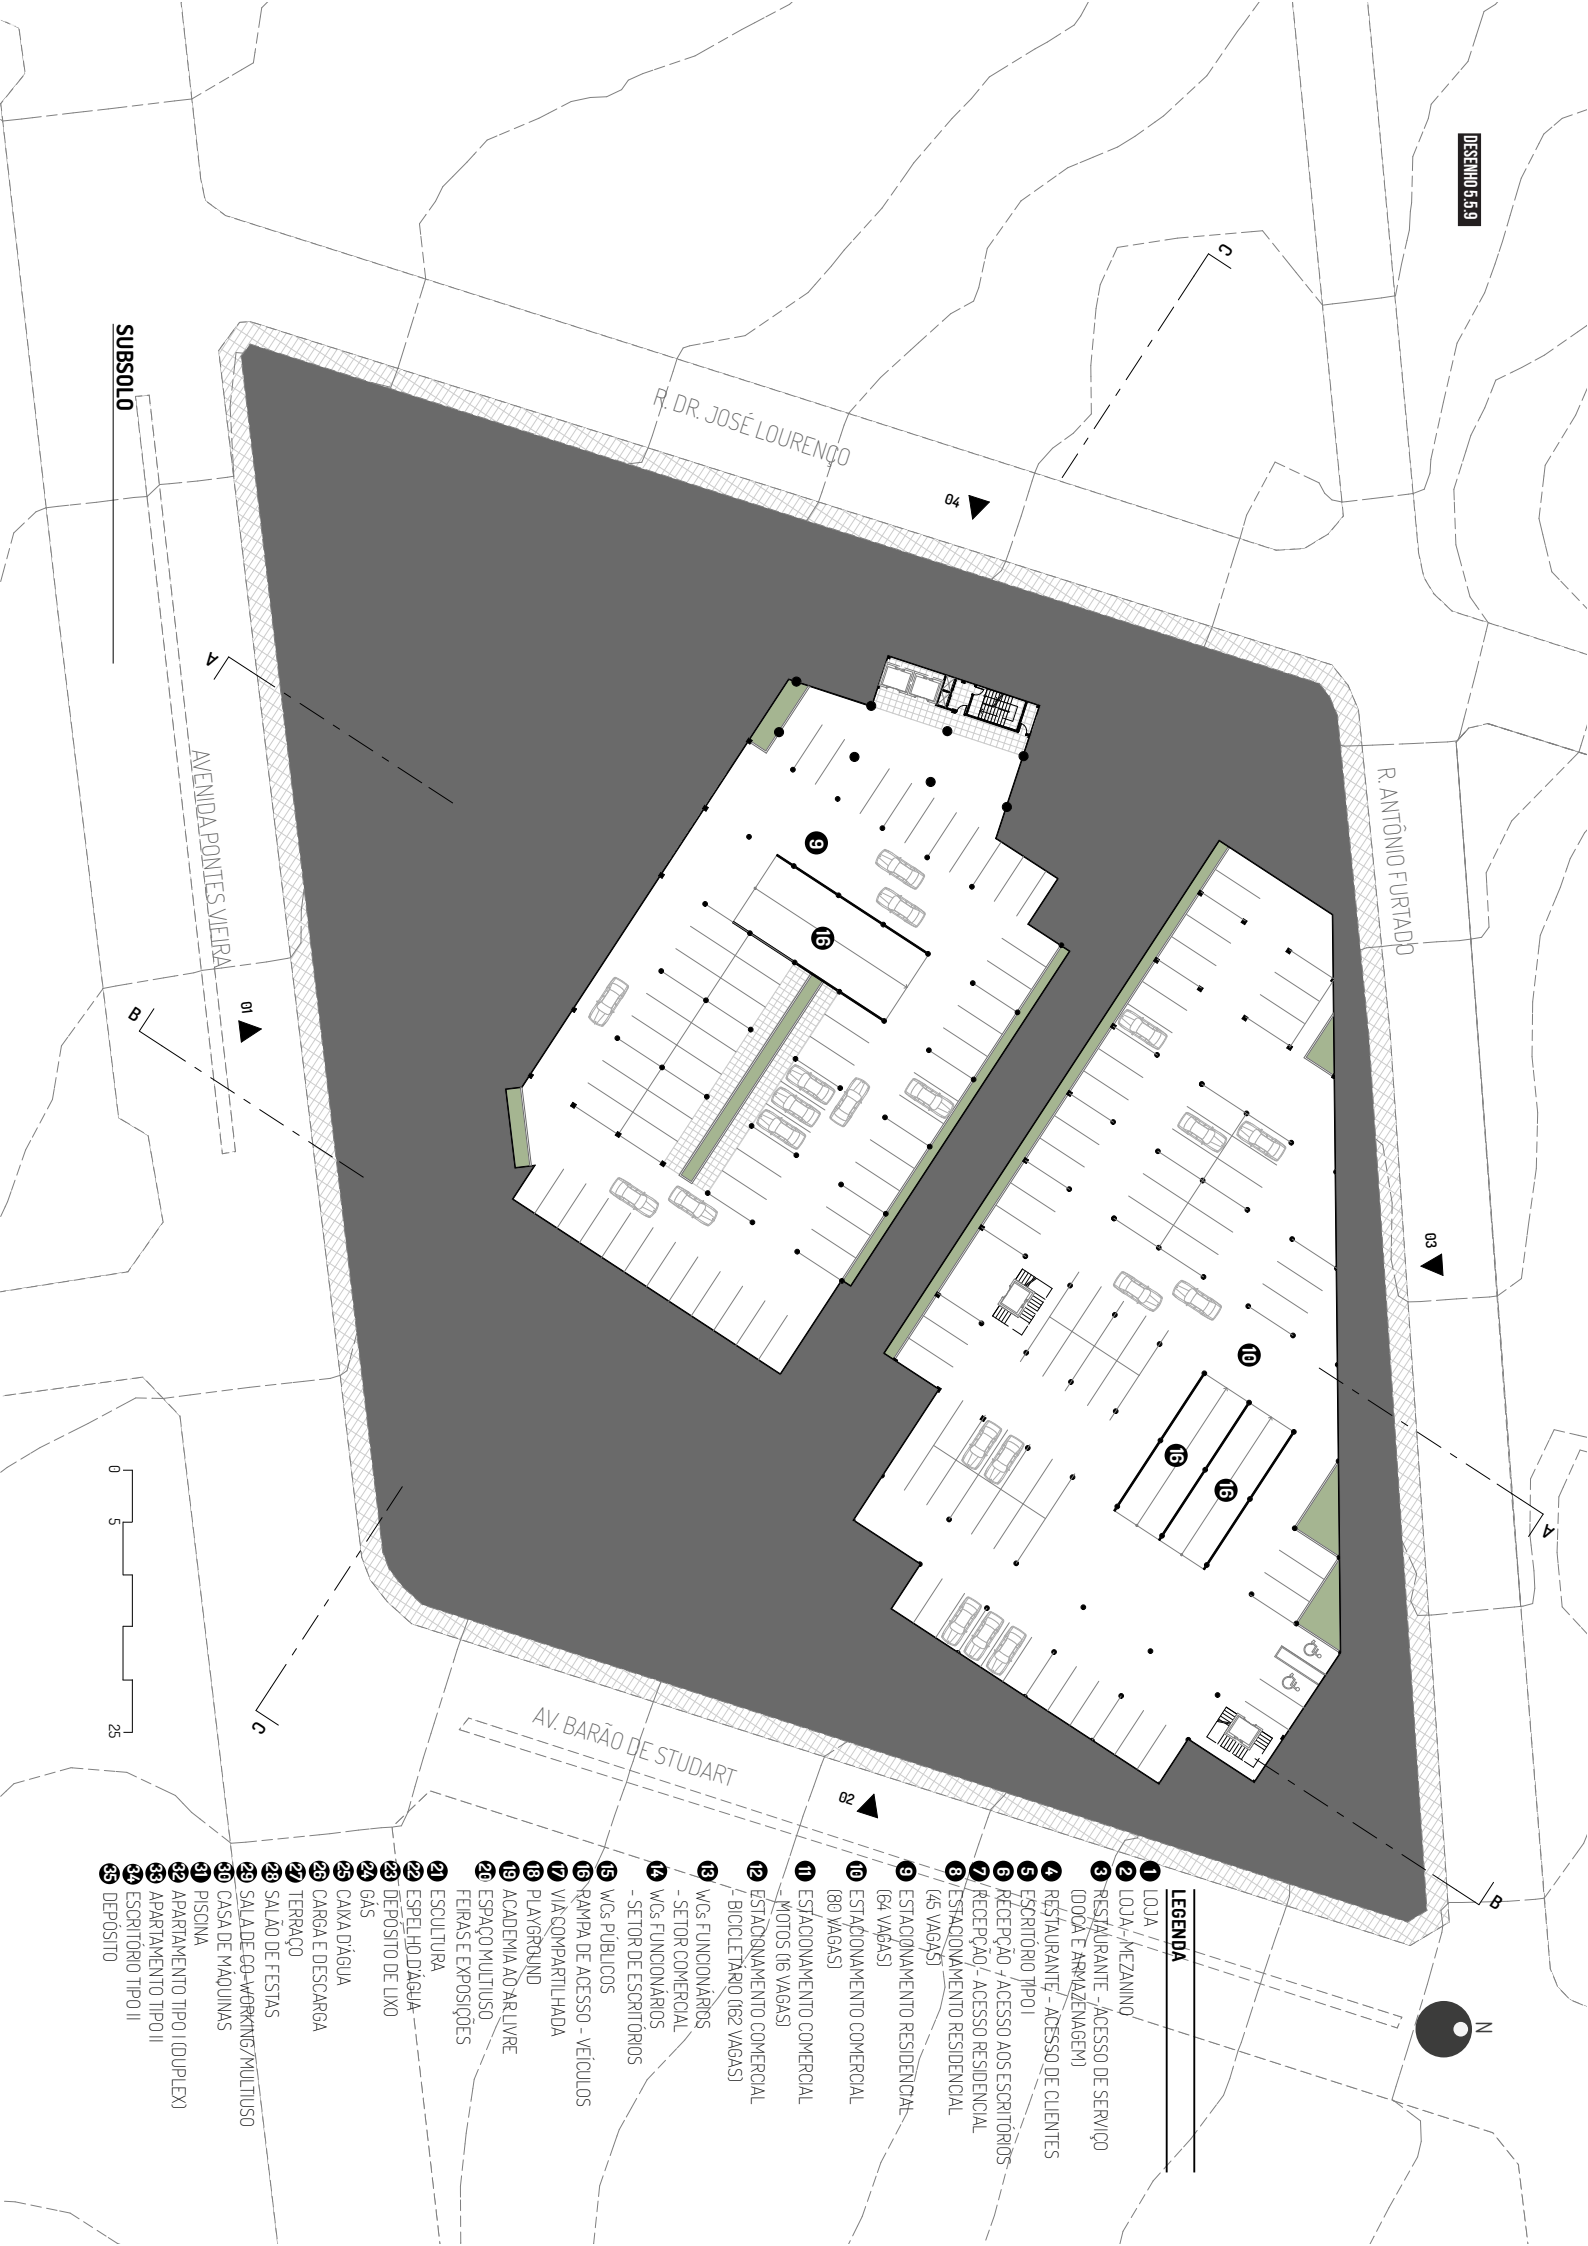 DESENHO 5.5.9
C
R. DR. JOSÉ LOURENÇO
04
R. ANTÔNIO FURTADO
03
A
B
N
SUBSOLO
A
AVENIDA PONTES VIEIRA
01
B
9
16
10
16
16
0
5
25
C
AV. BARÃO DE STUDART
02
LEGENDA
1 LOJA
2 LOJA - MEZANINO
3 RESTAURANTE - ACESSO DE SERVIÇO
(DOCA E ARMAZENAGEM)
4 RESTAURANTE - ACESSO DE CLIENTES
5 ESCRITÓRIO TIPO I
6 RECEPÇÃO - ACESSO AOS ESCRITÓRIOS
7 RECEPÇÃO - ACESSO RESIDENCIAL
8 ESTACIONAMENTO RESIDENCIAL
(45 VAGAS)
9 ESTACIONAMENTO RESIDENCIAL
(64 VAGAS)
10 ESTACIONAMENTO COMERCIAL
(80 VAGAS)
11 ESTACIONAMENTO COMERCIAL
- MOTOS (16 VAGAS)
12 ESTACIONAMENTO COMERCIAL
- BICICLETÁRIO (162 VAGAS)
13 WCs FUNCIONÁRIOS
- SETOR COMERCIAL
14 WCs FUNCIONÁRIOS
- SETOR DE ESCRITÓRIOS
15 WCs PÚBLICOS
16 RAMPA DE ACESSO - VEÍCULOS
17 VIA COMPARTILHADA
18 PLAYGROUND
19 ACADEMIA AO AR LIVRE
20 ESPAÇO MULTIUSO
FEIRAS E EXPOSIÇÕES
21 ESCULTURA
22 ESPELHO D'ÁGUA
23 DEPÓSITO DE LIXO
24 GÁS
25 CAIXA D'ÁGUA
26 CARGA E DESCARGA
27 TERRAÇO
28 SALÃO DE FESTAS
29 SALA DE CO-WORKING/MULTIUSO
30 CASA DE MÁQUINAS
31 PISCINA
32 APARTAMENTO TIPO I (DUPLEX)
33 APARTAMENTO TIPO II
34 ESCRITÓRIO TIPO II
35 DEPÓSITO